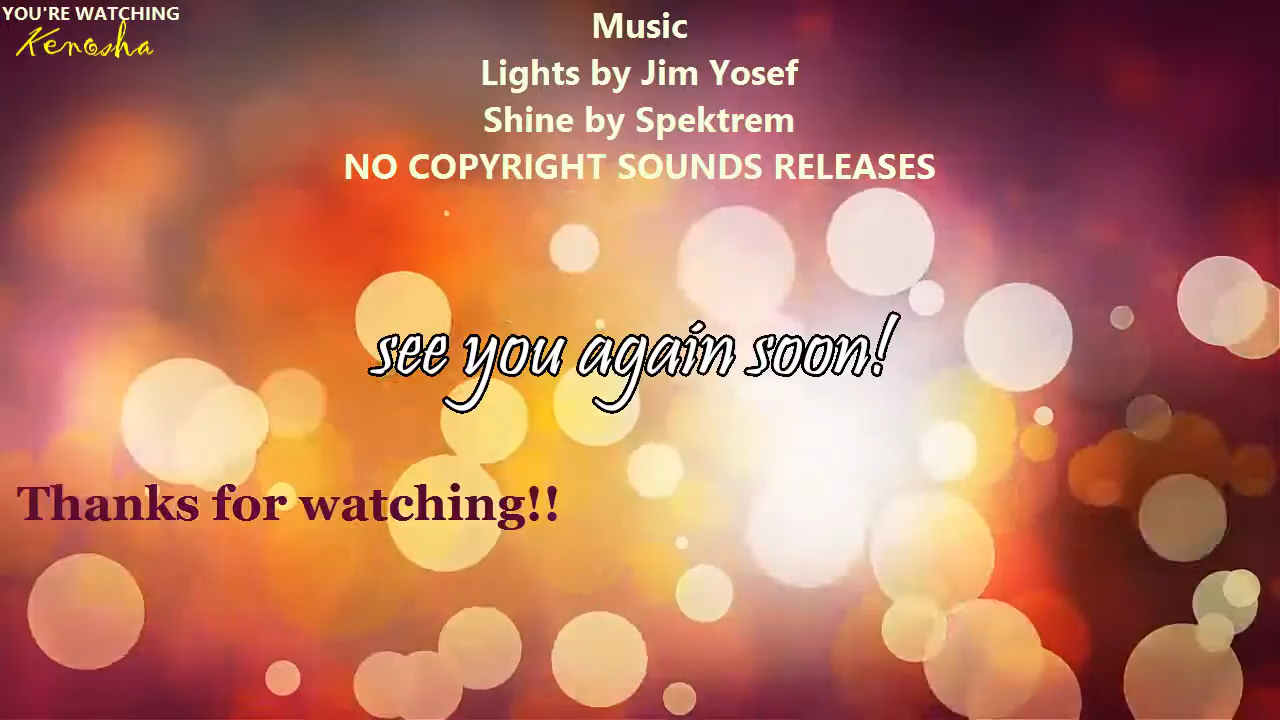 YOU'RE WATCHING
Kenosha
Music
Lights by Jim Yosef
Shine by Spektrem
NO COPYRIGHT SOUNDS RELEASES
see you again soon!
Thanks for watching!!